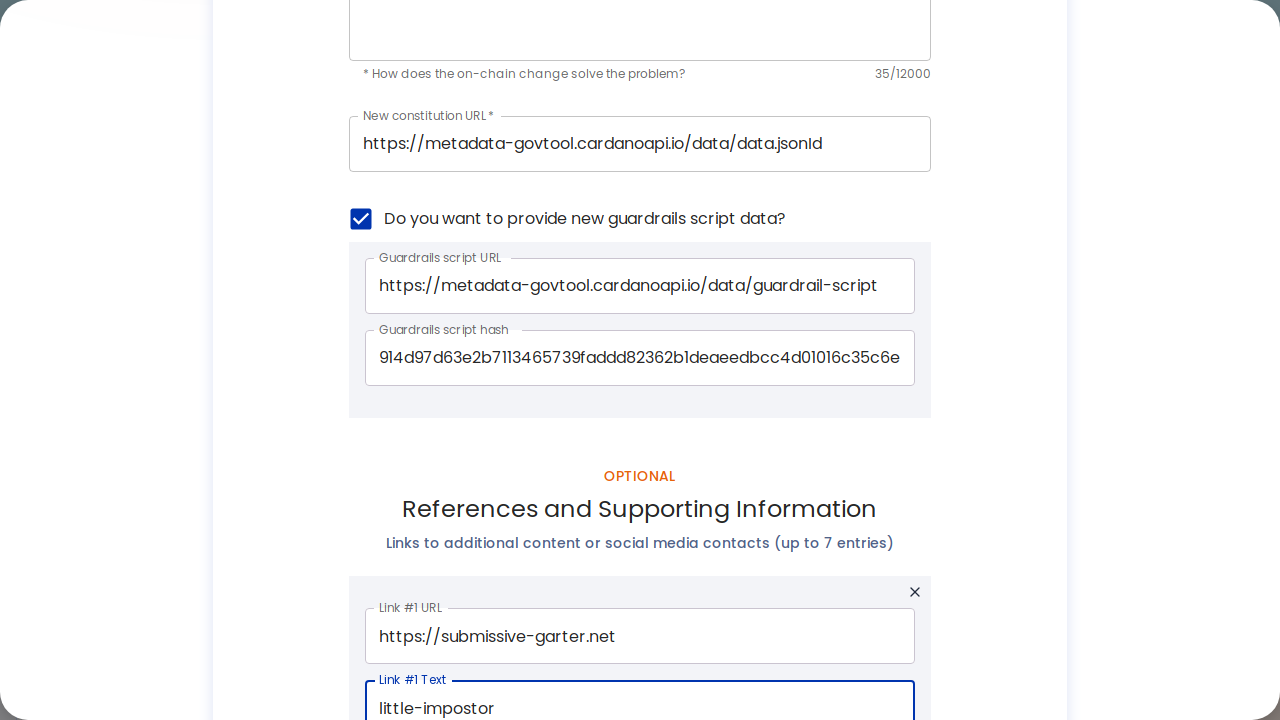 * How does the on-chain change solve the problem?
35/12000
New constitution URL *
https://metadata-govtool.cardanoapi.io/data/data.jsonId
Do you want to provide new guardrails script data?
Guardrails script URL
https://metadata-govtool.cardanoapi.io/data/guardrail-script
Guardrails script hash
914d97d63e2b7113465739faddd82362b1deaeedbcc4d01016c35c6e
OPTIONAL
References and Supporting Information
Links to additional content or social media contacts (up to 7 entries)
Link #1 URL
https://submissive-garter.net
Link #1 Text
little-impostor